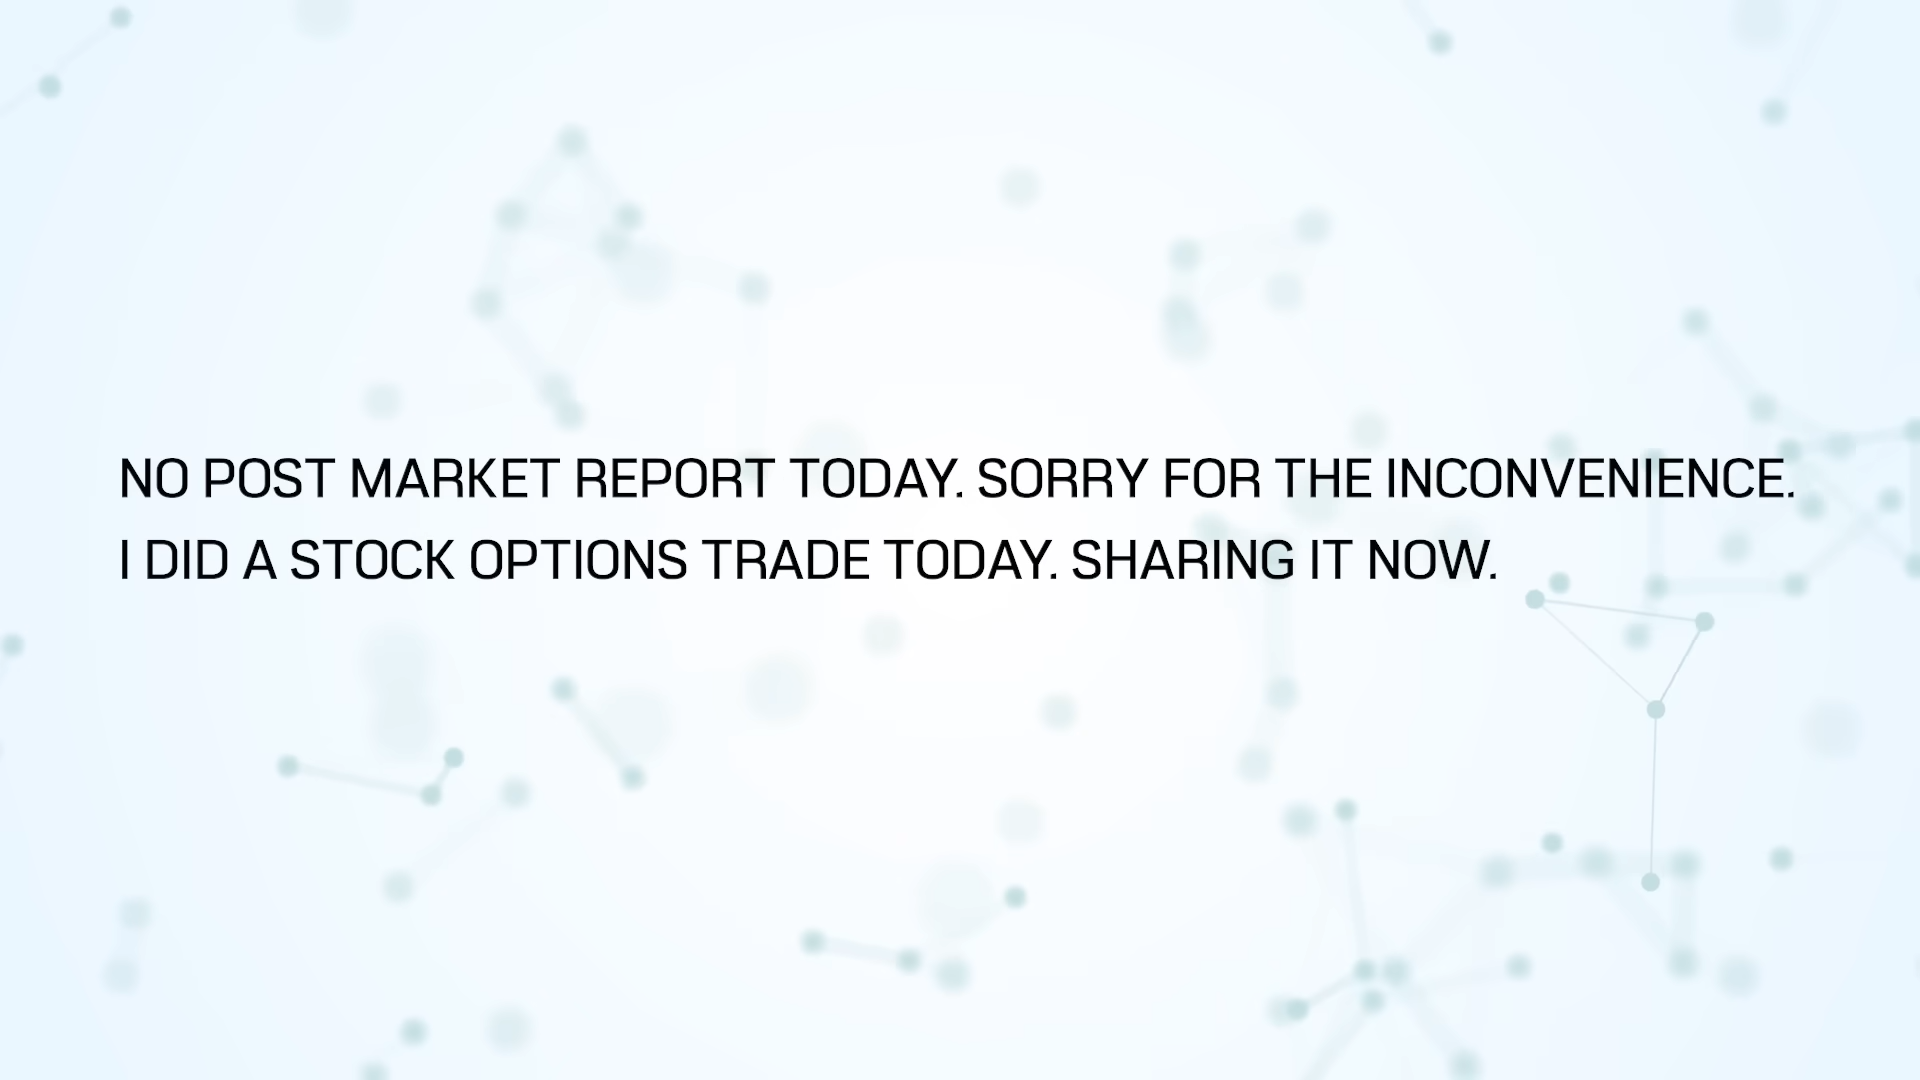 NO POST MARKET REPORT TODAY. SORRY FOR THE INCONVENIENCE.
I DID A STOCK OPTIONS TRADE TODAY. SHARING IT NOW.